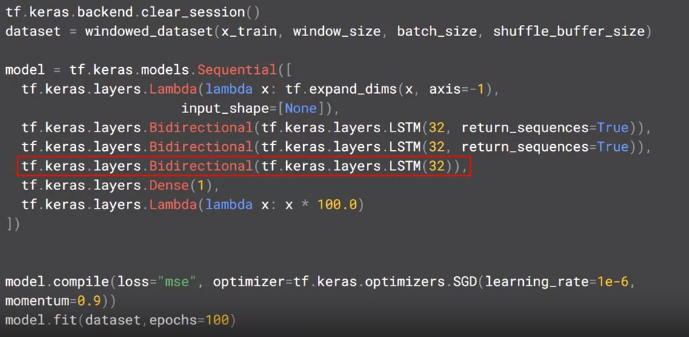 tf.keras.backend.clear_session()
dataset = windowed_dataset(x_train, window_size, batch_size, shuffle_buffer_size)
model = tf.keras.models.Sequential([
tf.keras.layers.Lambda(lambda x: tf.expand_dims(x, axis=-1),
input_shape=[None]),
tf.keras.layers.Bidirectional(tf.keras.layers.LSTM(32, return_sequences=True)),
tf.keras.layers.Bidirectional(tf.keras.layers.LSTM(32, return_sequences=True)),
tf.keras.layers.Bidirectional(tf.keras.layers.LSTM(32)),
tf.keras.layers.Dense(1),
tf.keras.layers.Lambda(lambda x: x * 100.0)
])
model.compile(loss="mse", optimizer=tf.keras.optimizers.SGD(learning_rate=1e-6,
momentum=0.9))
model.fit(dataset,epochs=100)